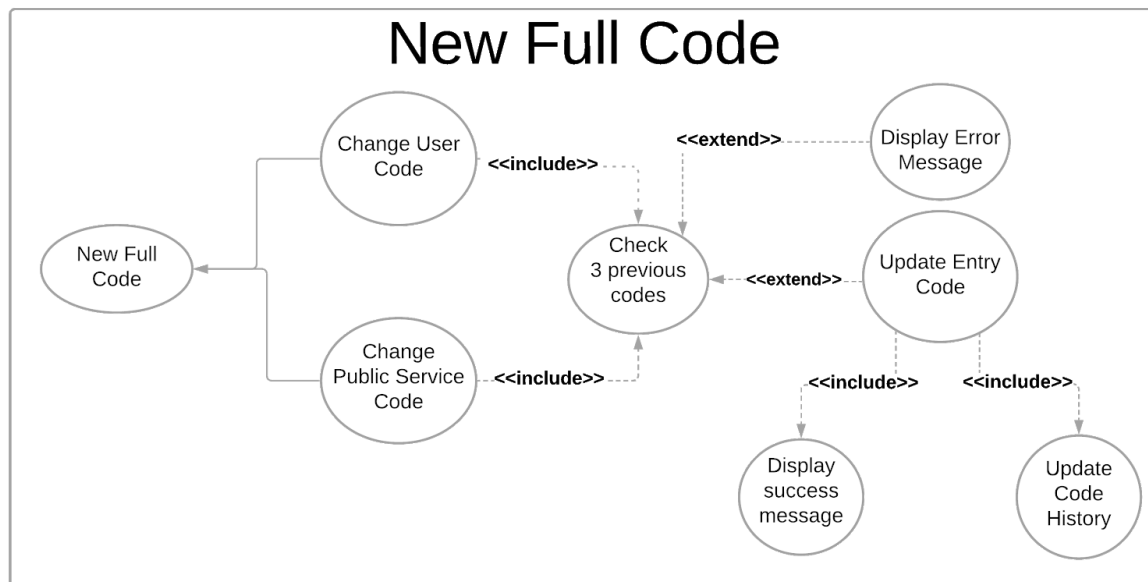 New Full Code
Change User
Code
<<include>>
<<extend>>
Display Error
Message
New Full
Code
Check
3 previous
codes
<<extend>>
Update Entry
Code
Change
Public Service
Code
<<include>>
<<include>>
<<include>>
Display
success
message
Update
Code
History